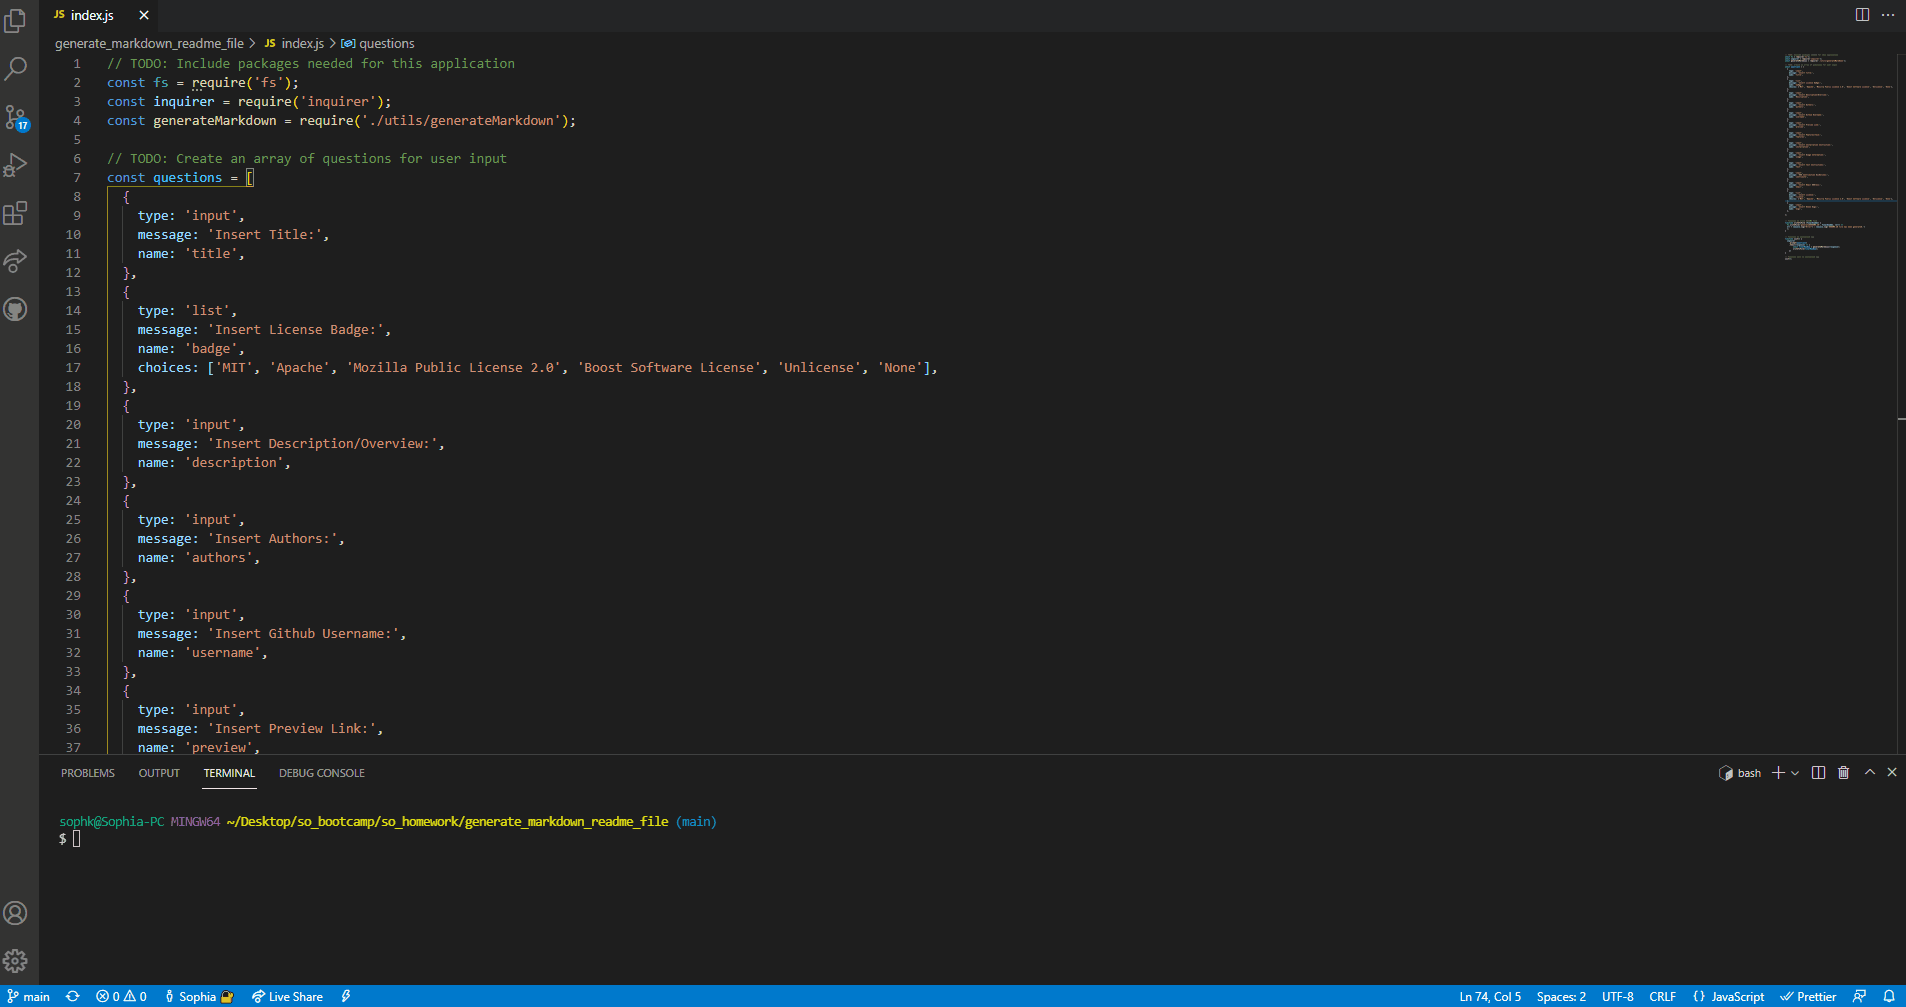 JS index.js
generate_markdown_readme_file > JS index.js > questions
1 // TODO: Include packages needed for this application
2 const fs = require('fs');
3 const inquirer = require('inquirer');
4 const generateMarkdown = require('./utils/generateMarkdown');
5
6 // TODO: Create an array of questions for user input
7 const questions = [
8 {
9 type: 'input',
10 message: 'Insert Title:',
11 name: 'title',
12 },
13 {
14 type: 'list',
15 message: 'Insert License Badge:',
16 name: 'badge',
17 choices: ['MIT', 'Apache', 'Mozilla Public License 2.0', 'Boost Software License', 'Unlicense', 'None'],
18 },
19 {
20 type: 'input',
21 message: 'Insert Description/Overview:',
22 name: 'description',
23 },
24 {
25 type: 'input',
26 message: 'Insert Authors:',
27 name: 'authors',
28 },
29 {
30 type: 'input',
31 message: 'Insert Github Username:',
32 name: 'username',
33 },
34 {
35 type: 'input',
36 message: 'Insert Preview Link:',
37 name: 'preview',
17
PROBLEMS OUTPUT TERMINAL DEBUG CONSOLE bash
sophk@Sophia-PC MINGW64 ~/Desktop/so_bootcamp/so_homework/generate_markdown_readme_file (main)
$
main 0 0 Sophia Live Share Ln 74, Col 5 Spaces: 2 UTF-8 CRLF {} JavaScript Prettier